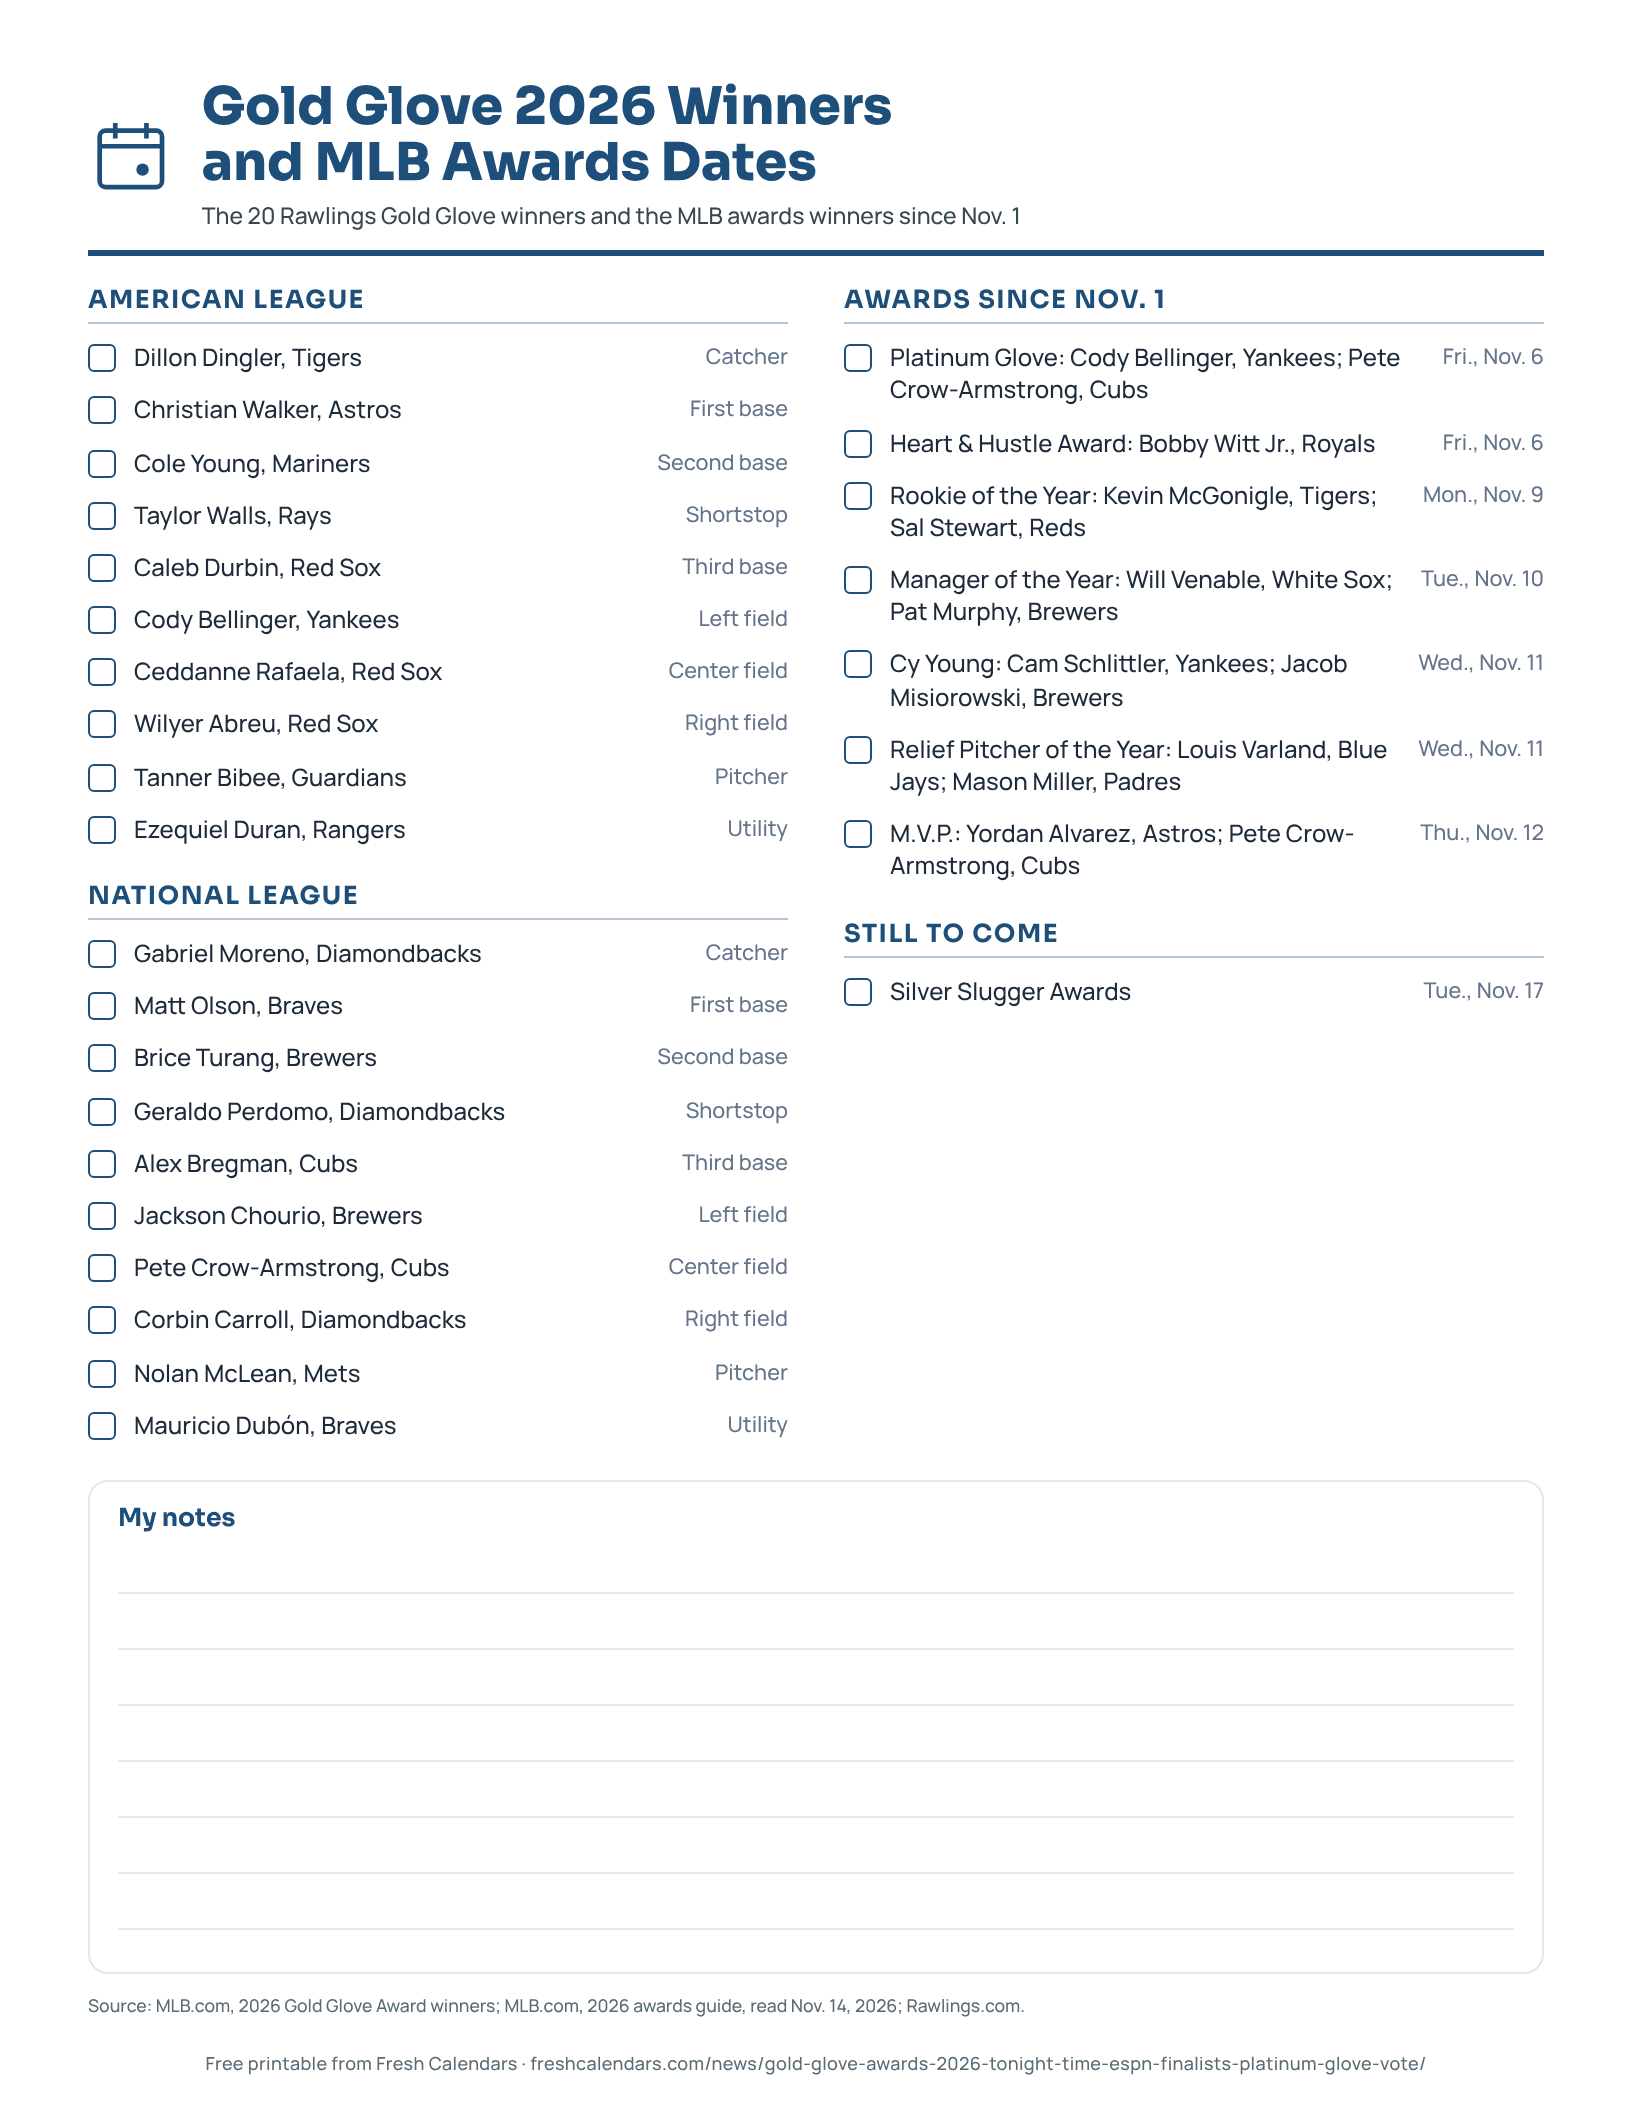 Gold Glove 2026 Winners
and MLB Awards Dates
The 20 Rawlings Gold Glove winners and the MLB awards winners since Nov. 1
AMERICAN LEAGUE
Dillon Dingler, Tigers Catcher
Christian Walker, Astros First base
Cole Young, Mariners Second base
Taylor Walls, Rays Shortstop
Caleb Durbin, Red Sox Third base
Cody Bellinger, Yankees Left field
Ceddanne Rafaela, Red Sox Center field
Wilyer Abreu, Red Sox Right field
Tanner Bibee, Guardians Pitcher
Ezequiel Duran, Rangers Utility
NATIONAL LEAGUE
Gabriel Moreno, Diamondbacks Catcher
Matt Olson, Braves First base
Brice Turang, Brewers Second base
Geraldo Perdomo, Diamondbacks Shortstop
Alex Bregman, Cubs Third base
Jackson Chourio, Brewers Left field
Pete Crow-Armstrong, Cubs Center field
Corbin Carroll, Diamondbacks Right field
Nolan McLean, Mets Pitcher
Mauricio Dubón, Braves Utility
AWARDS SINCE NOV. 1
Platinum Glove: Cody Bellinger, Yankees; Pete Fri., Nov. 6
Crow-Armstrong, Cubs
Heart & Hustle Award: Bobby Witt Jr., Royals Fri., Nov. 6
Rookie of the Year: Kevin McGonigle, Tigers; Mon., Nov. 9
Sal Stewart, Reds
Manager of the Year: Will Venable, White Sox; Tue., Nov. 10
Pat Murphy, Brewers
Cy Young: Cam Schlittler, Yankees; Jacob Wed., Nov. 11
Misiorowski, Brewers
Relief Pitcher of the Year: Louis Varland, Blue Wed., Nov. 11
Jays; Mason Miller, Padres
M.V.P.: Yordan Alvarez, Astros; Pete Crow- Thu., Nov. 12
Armstrong, Cubs
STILL TO COME
Silver Slugger Awards Tue., Nov. 17
My notes
Source: MLB.com, 2026 Gold Glove Award winners; MLB.com, 2026 awards guide, read Nov. 14, 2026; Rawlings.com.
Free printable from Fresh Calendars · freshcalendars.com/news/gold-glove-awards-2026-tonight-time-espn-finalists-platinum-glove-vote/